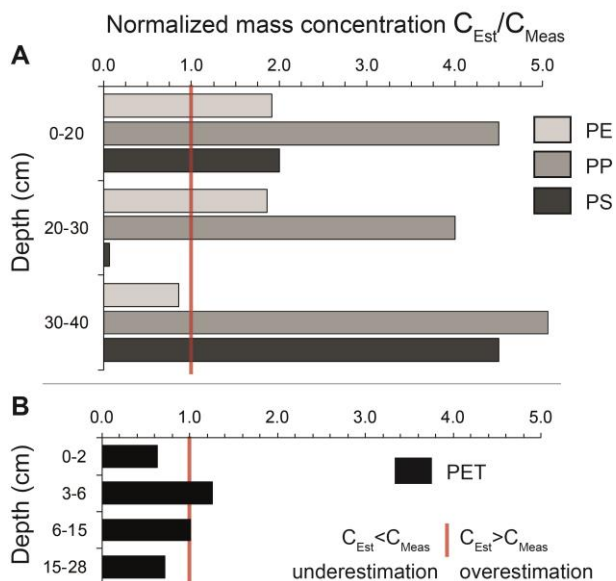 Normalized mass concentration C_Est/C_Meas
A
0.0 1.0 2.0 3.0 4.0 5.0
Depth (cm)
0-20
20-30
30-40
PE
PP
PS
B
0.0 1.0 2.0 3.0 4.0 5.0
Depth (cm)
0-2
3-6
6-15
15-28
PET
C_Est<C_Meas C_Est>C_Meas
underestimation overestimation